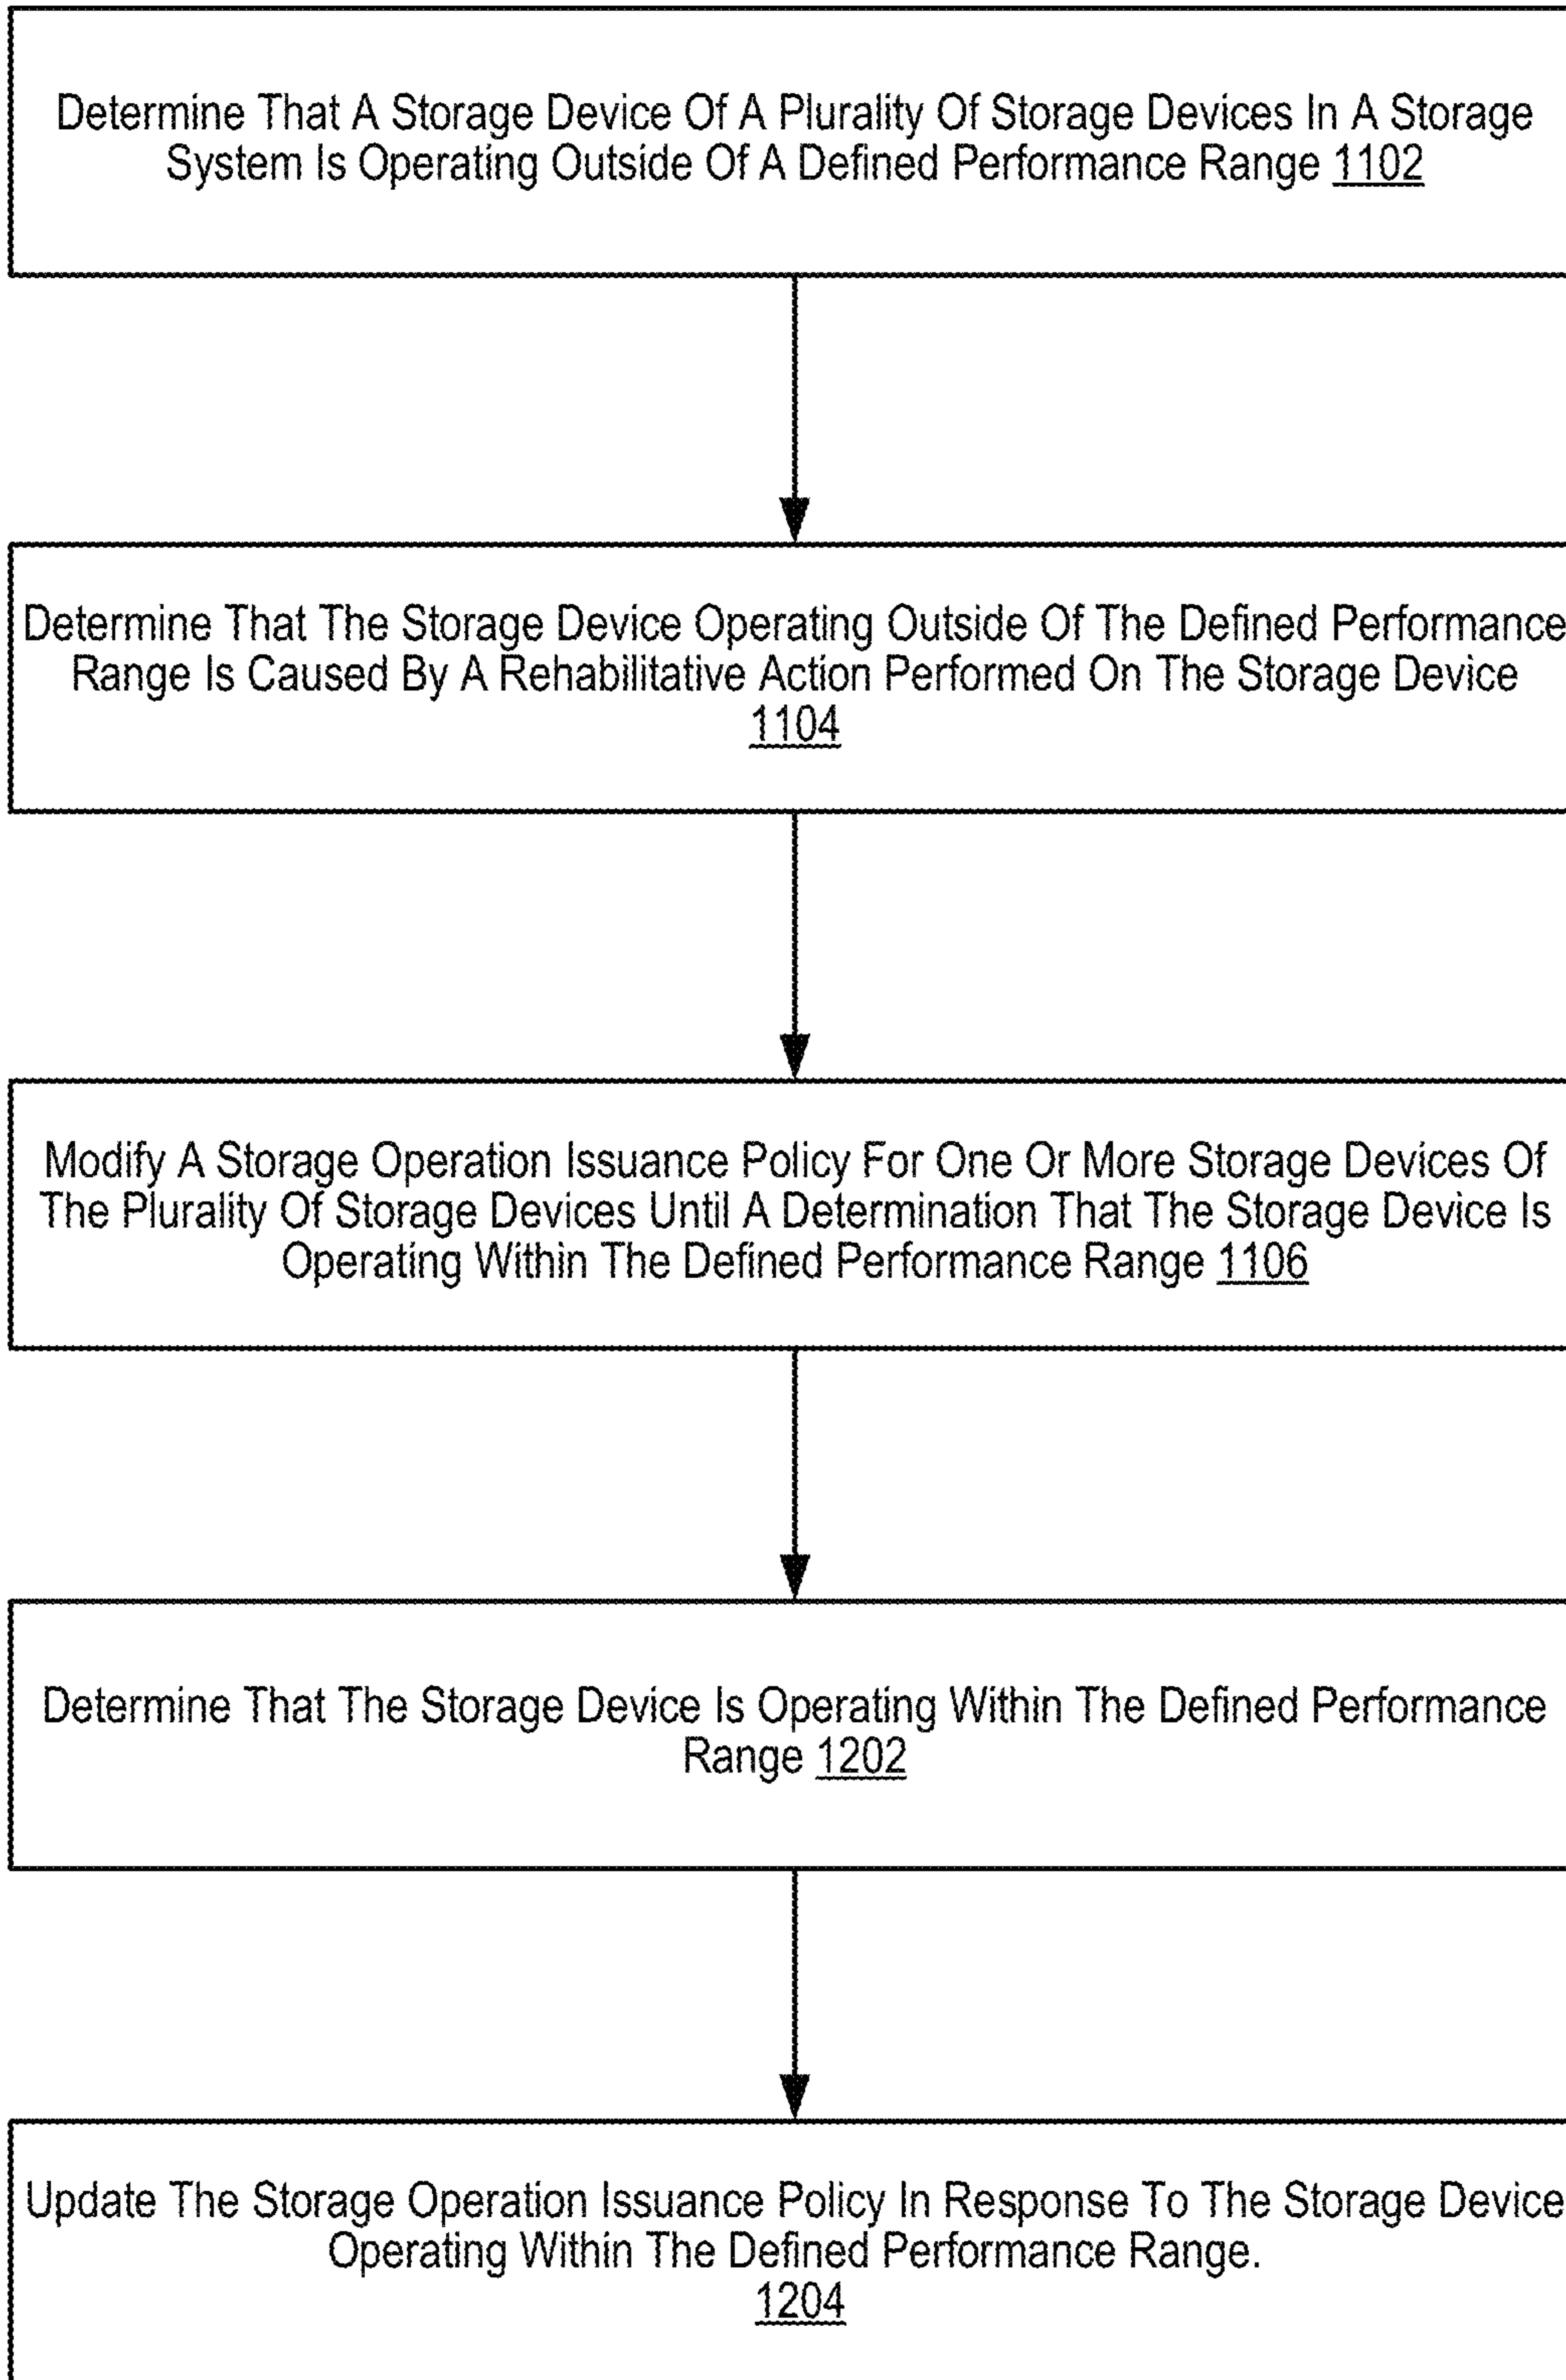 Determine That A Storage Device Of A Plurality Of Storage Devices In A Storage
System Is Operating Outside Of A Defined Performance Range 1102
Determine That The Storage Device Operating Outside Of The Defined Performance
Range Is Caused By A Rehabilitative Action Performed On The Storage Device
1104
Modify A Storage Operation Issuance Policy For One Or More Storage Devices Of
The Plurality Of Storage Devices Until A Determination That The Storage Device Is
Operating Within The Defined Performance Range 1106
Determine That The Storage Device Is Operating Within The Defined Performance
Range 1202
Update The Storage Operation Issuance Policy In Response To The Storage Device
Operating Within The Defined Performance Range.
1204